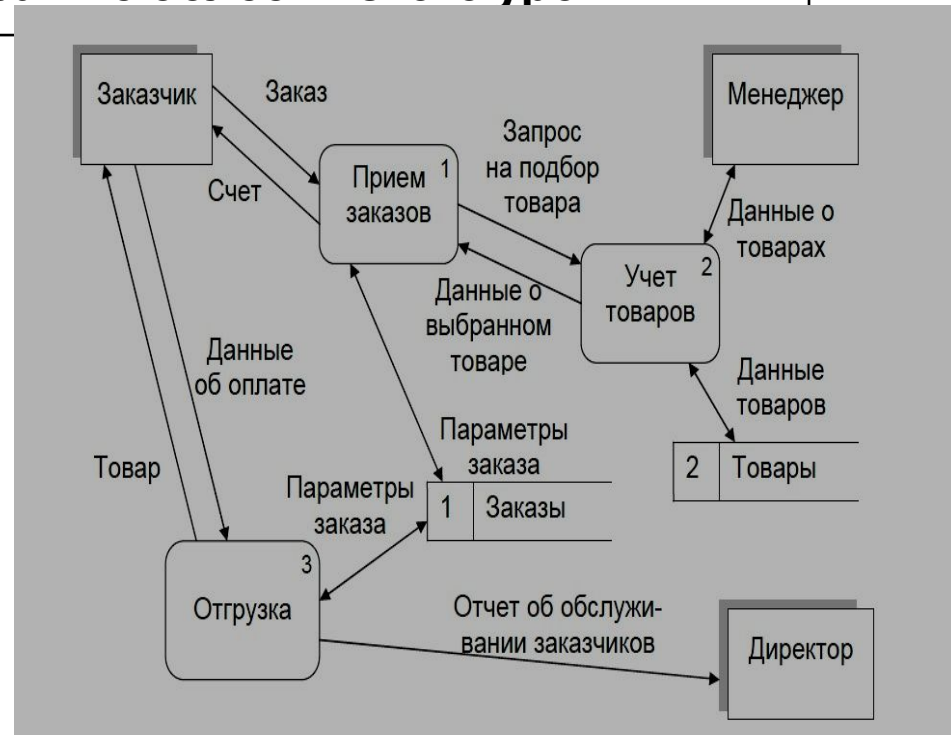 Заказчик
Заказ
Менеджер
Запрос
на подбор
товара
Прием 1
заказов
Счет
Данные о
товарах
Учет 2
товаров
Данные о
выбранном
товаре
Данные
об оплате
Данные
товаров
Параметры
заказа
Товар
2 Товары
Параметры
заказа
1 Заказы
3
Отгрузка
Отчет об обслужи-
вании заказчиков
Директор